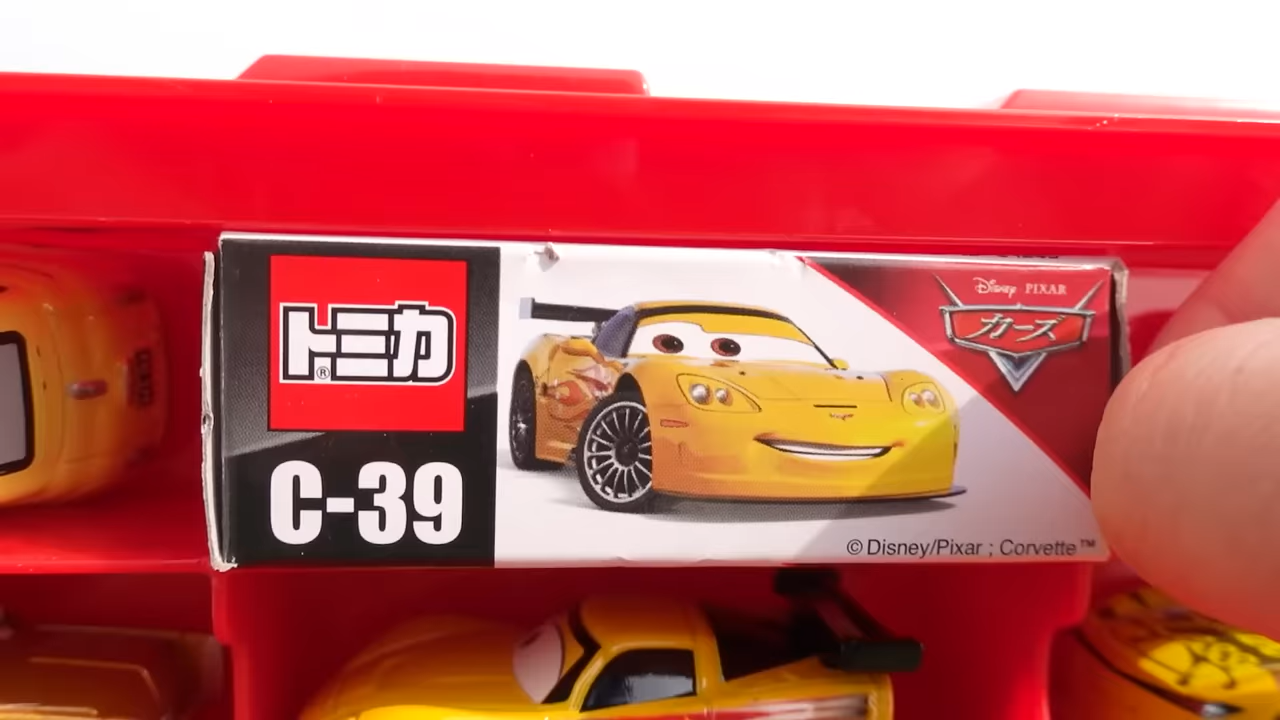 トミカ
®
C-39
Disney PIXAR
カーズ
© Disney/Pixar ; Corvette™